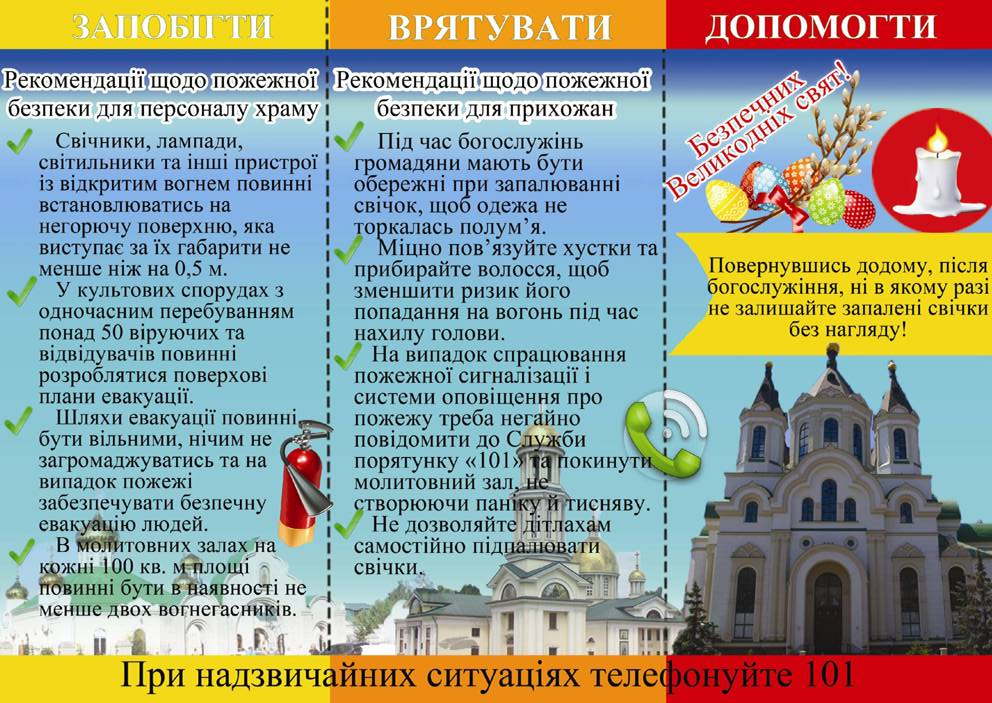 ЗАПОБІГТИ
Рекомендації щодо пожежної
безпеки для персоналу храму
Свічники, лампади,
світильники та інші пристрої
із відкритим вогнем повинні
встановлюватись на
негорючу поверхню, яка
виступає за їх габарити не
менше ніж на 0,5 м.
У культових спорудах з
одночасним перебуванням
понад 50 віруючих та
відвідувачів повинні
розроблятися поверхові
плани евакуації.
Шляхи евакуації повинні
бути вільними, нічим не
загромаджуватись та на
випадок пожежі
забезпечувати безпечну
евакуацію людей.
В молитовних залах на
кожні 100 кв. м площі
повинні бути в наявності не
менше двох вогнегасників.
ВРЯТУВАТИ
Рекомендації щодо пожежної
безпеки для прихожан
Під час богослужінь
громадяни мають бути
обережні при запалюванні
свічок, щоб одежа не
торкалась полум’я.
Міцно пов’язуйте хустки та
прибирайте волосся, щоб
зменшити ризик його
попадання на вогонь під час
нахилу голови.
На випадок спрацювання
пожежної сигналізації і
системи оповіщення про
пожежу треба негайно
повідомити до Служби
порятунку «101» та покинути
молитовний зал, не
створюючи паніку й тисняву.
Не дозволяйте дітлахам
самостійно підпалювати
свічки.
ДОПОМОГТИ
Безпечних
Великодніх свят!
Повернувшись додому, після
богослужіння, ні в якому разі
не залишайте запалені свічки
без нагляду!
При надзвичайних ситуаціях телефонуйте 101